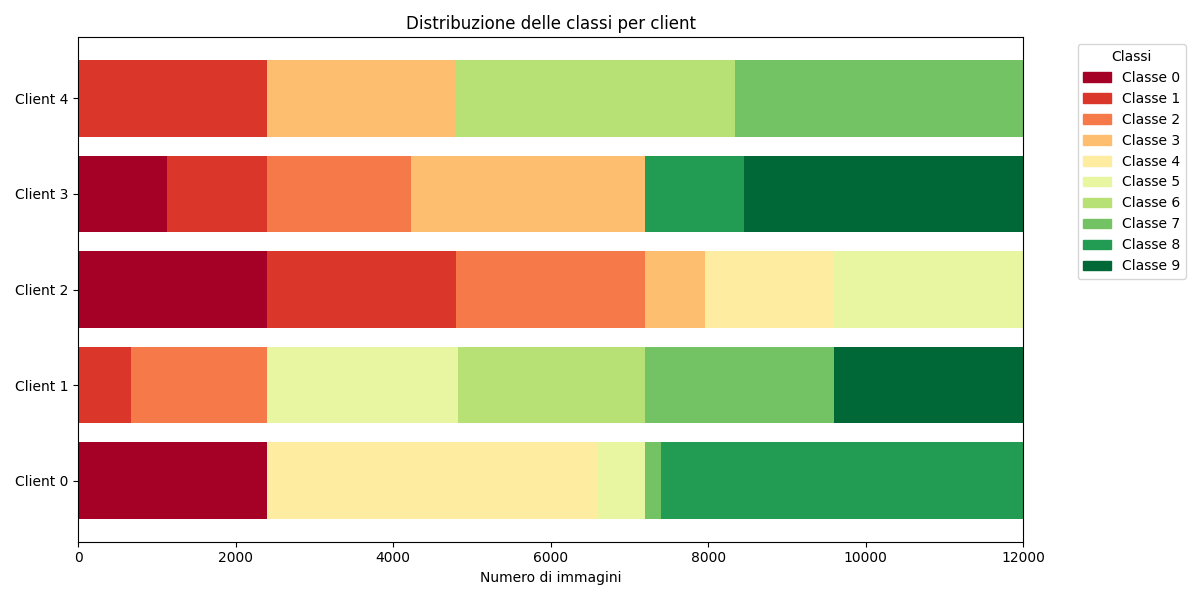 Distribuzione delle classi per client
Client 4
Client 3
Client 2
Client 1
Client 0
0 2000 4000 6000 8000 10000 12000
Numero di immagini
Classi
Classe 0
Classe 1
Classe 2
Classe 3
Classe 4
Classe 5
Classe 6
Classe 7
Classe 8
Classe 9